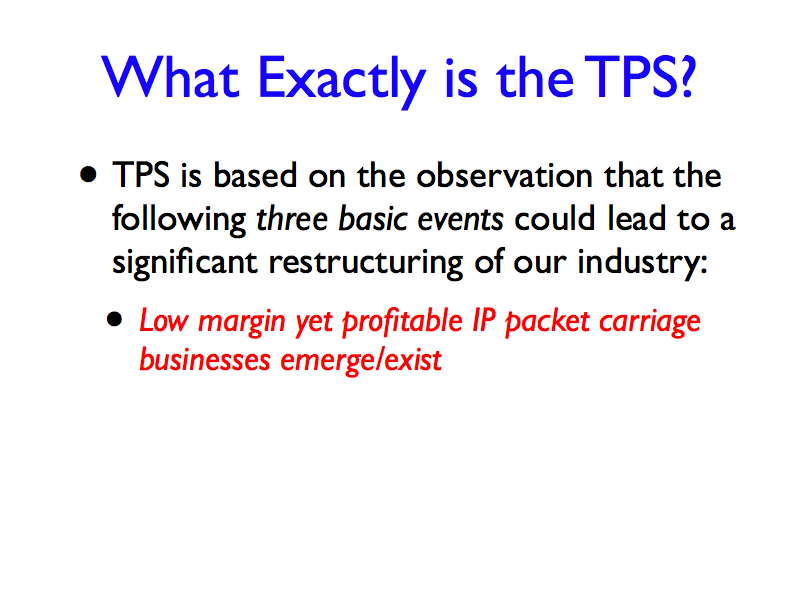 What Exactly is the TPS?
• TPS is based on the observation that the
following three basic events could lead to a
significant restructuring of our industry:
• Low margin yet profitable IP packet carriage
businesses emerge/exist